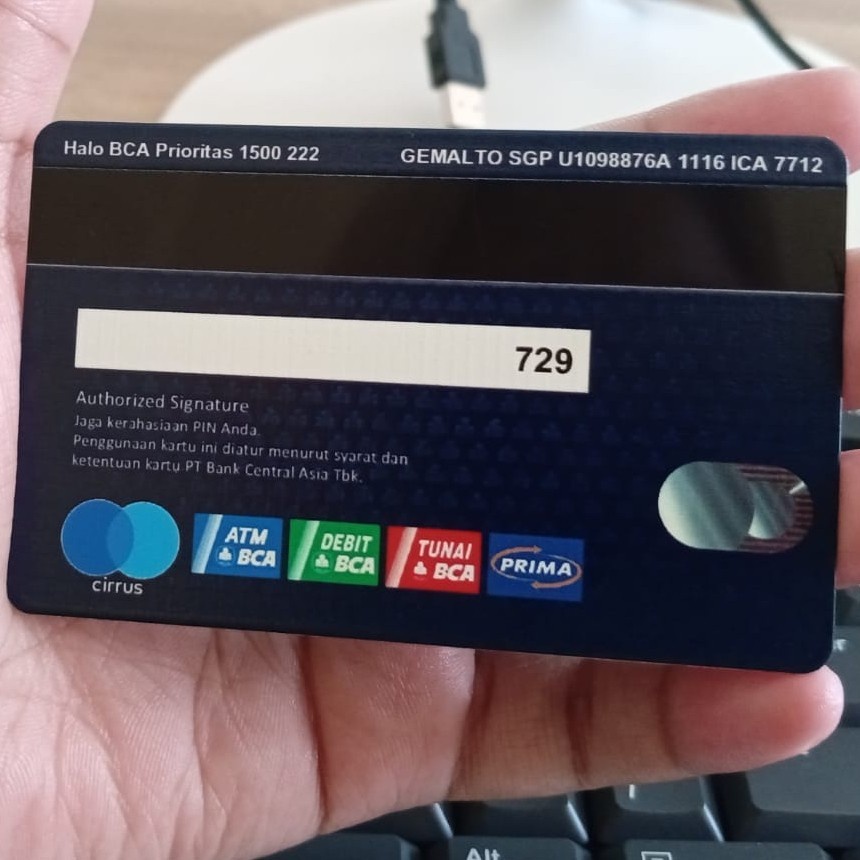 Halo BCA Prioritas 1500 222
GEMALTO SGP U1098876A 1116 ICA 7712
729
Authorized Signature
Jaga kerahasiaan PIN Anda.
Penggunaan kartu ini diatur menurut syarat dan
ketentuan kartu PT Bank Central Asia Tbk.
cirrus
ATM
BCA
DEBIT
BCA
TUNAI
BCA
PRIMA
Alt